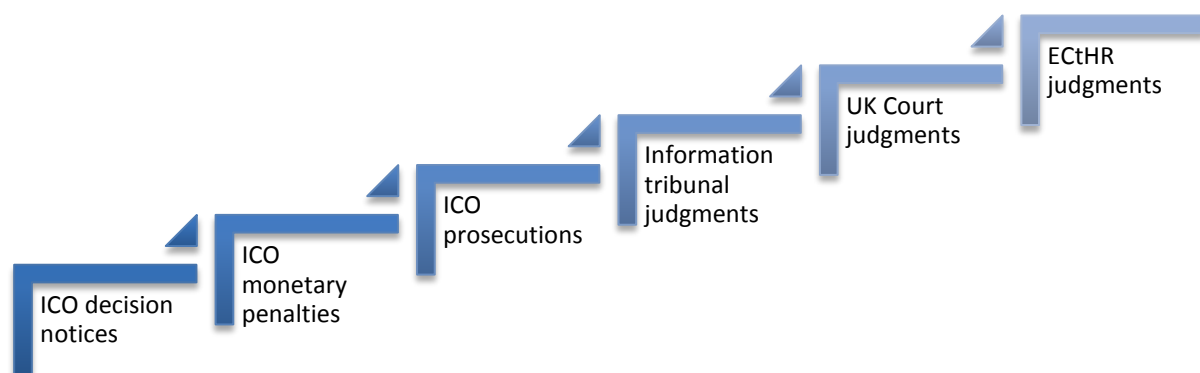 ICO decision
notices
ICO
monetary
penalties
ICO
prosecutions
Information
tribunal
judgments
UK Court
judgments
ECtHR
judgments